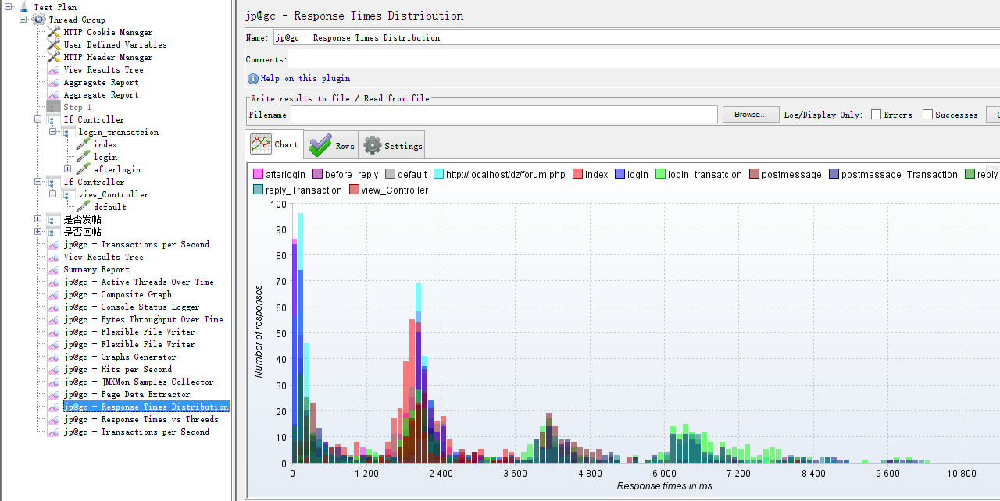 Test Plan
Thread Group
HTTP Cookie Manager
User Defined Variables
HTTP Header Manager
View Results Tree
Aggregate Report
Aggregate Report
Step 1
If Controller
login_transatcion
index
login
afterlogin
If Controller
view_Controller
default
是否发帖
是否回帖
jp@gc - Transactions per Second
View Results Tree
Summary Report
jp@gc - Active Threads Over Time
jp@gc - Composite Graph
jp@gc - Console Status Logger
jp@gc - Bytes Throughput Over Time
jp@gc - Flexible File Writer
jp@gc - Flexible File Writer
jp@gc - Graphs Generator
jp@gc - Hits per Second
jp@gc - JMXMon Samples Collector
jp@gc - Page Data Extractor
jp@gc - Response Times Distribution
jp@gc - Response Times vs Threads
jp@gc - Transactions per Second
jp@gc - Response Times Distribution
Name: jp@gc - Response Times Distribution
Comments:
Help on this plugin
Write results to file / Read from file
Filename Browse... Log/Display Only: Errors Successes
Chart Rows Settings
afterlogin before_reply default http://localhost/dz/forum.php index login login_transatcion postmessage postmessage_Transaction reply
reply_Transaction view_Controller
100
90
80
70
60
50
40
30
20
10
0
Number of responses
0 1 200 2 400 3 600 4 800 6 000 7 200 8 400 9 600 10 800
Response times in ms